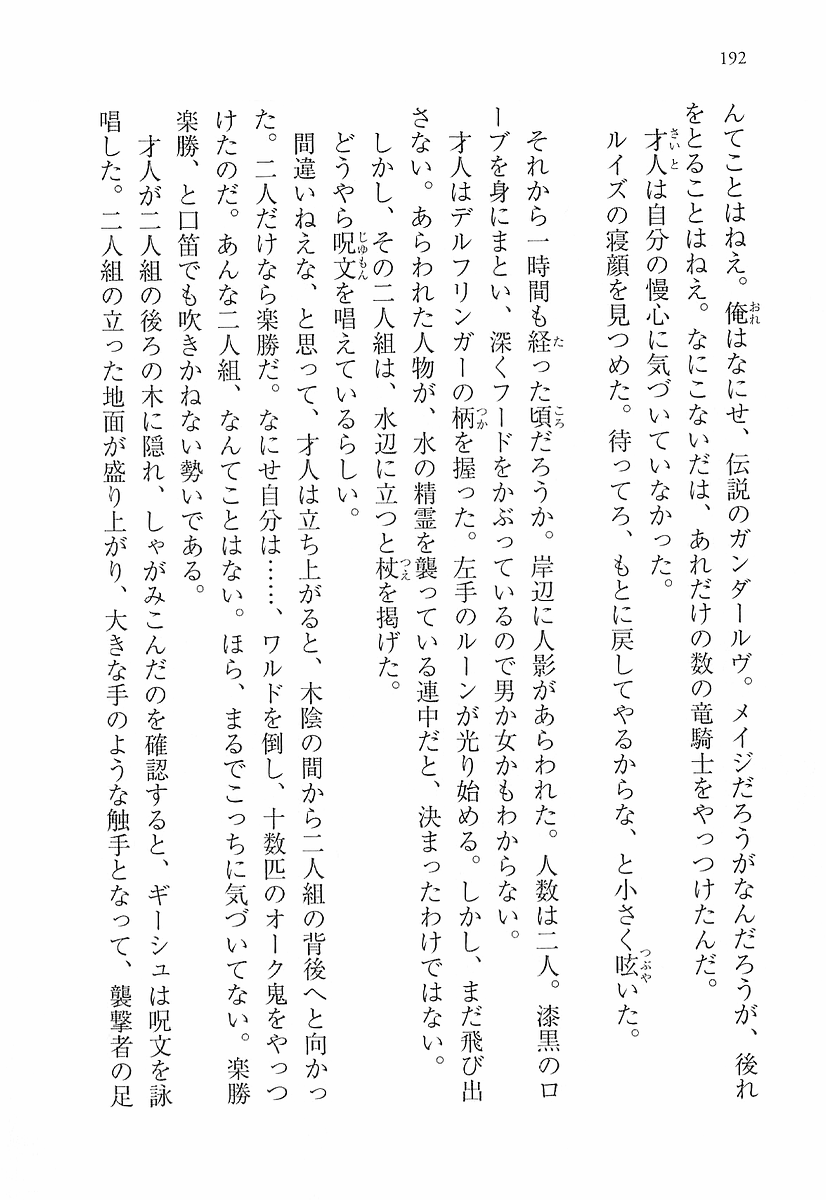 192
んてことはねえ。俺はなにせ、伝説のガンダールヴ。メイジだろうがなんだろうが、後れ
をとることはねえ。なにこないだは、あれだけの数の竜騎士をやっつけたんだ。
才人は自分の慢心に気づいていなかった。
ルイズの寝顔を見つめた。待ってろ、もとに戻してやるからな、と小さく呟いた。
それから一時間も経った頃だろうか。岸辺に人影があらわれた。人数は二人。漆黒のロ
ーブを身にまとい、深くフードをかぶっているので男か女かもわからない。
才人はデルフリンガーの柄を握った。左手のルーンが光り始める。しかし、まだ飛び出
さない。あらわれた人物が、水の精霊を襲っている連中だと、決まったわけではない。
しかし、その二人組は、水辺に立つと杖を掲げた。
どうやら呪文を唱えているらしい。
間違いねえな、と思って、才人は立ち上がると、木陰の間から二人組の背後へと向かっ
た。二人だけなら楽勝だ。なにせ自分は……、ワルドを倒し、十数匹のオーク鬼をやっつ
けたのだ。あんな二人組、なんてことはない。ほら、まるでこっちに気づいてない。楽勝
楽勝、と口笛でも吹きかねない勢いである。
才人が二人組の後ろの木に隠れ、しゃがみこんだのを確認すると、ギーシュは呪文を詠
唱した。二人組の立った地面が盛り上がり、大きな手のような触手となって、襲撃者の足